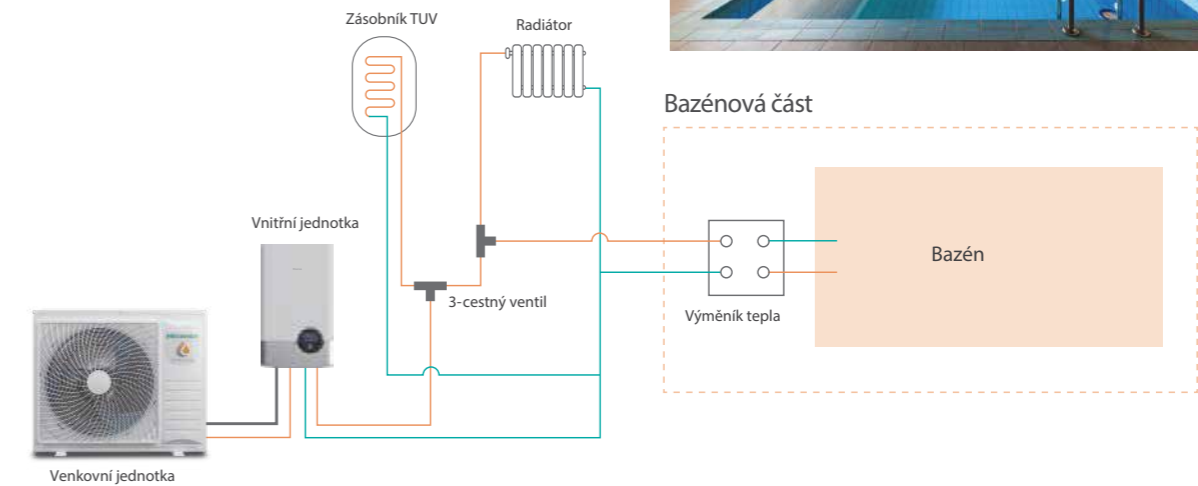 Zásobník TUV
Radiátor
Bazénová část
Vnitřní jednotka
3-cestný ventil
Bazén
Výměník tepla
Venkovní jednotka